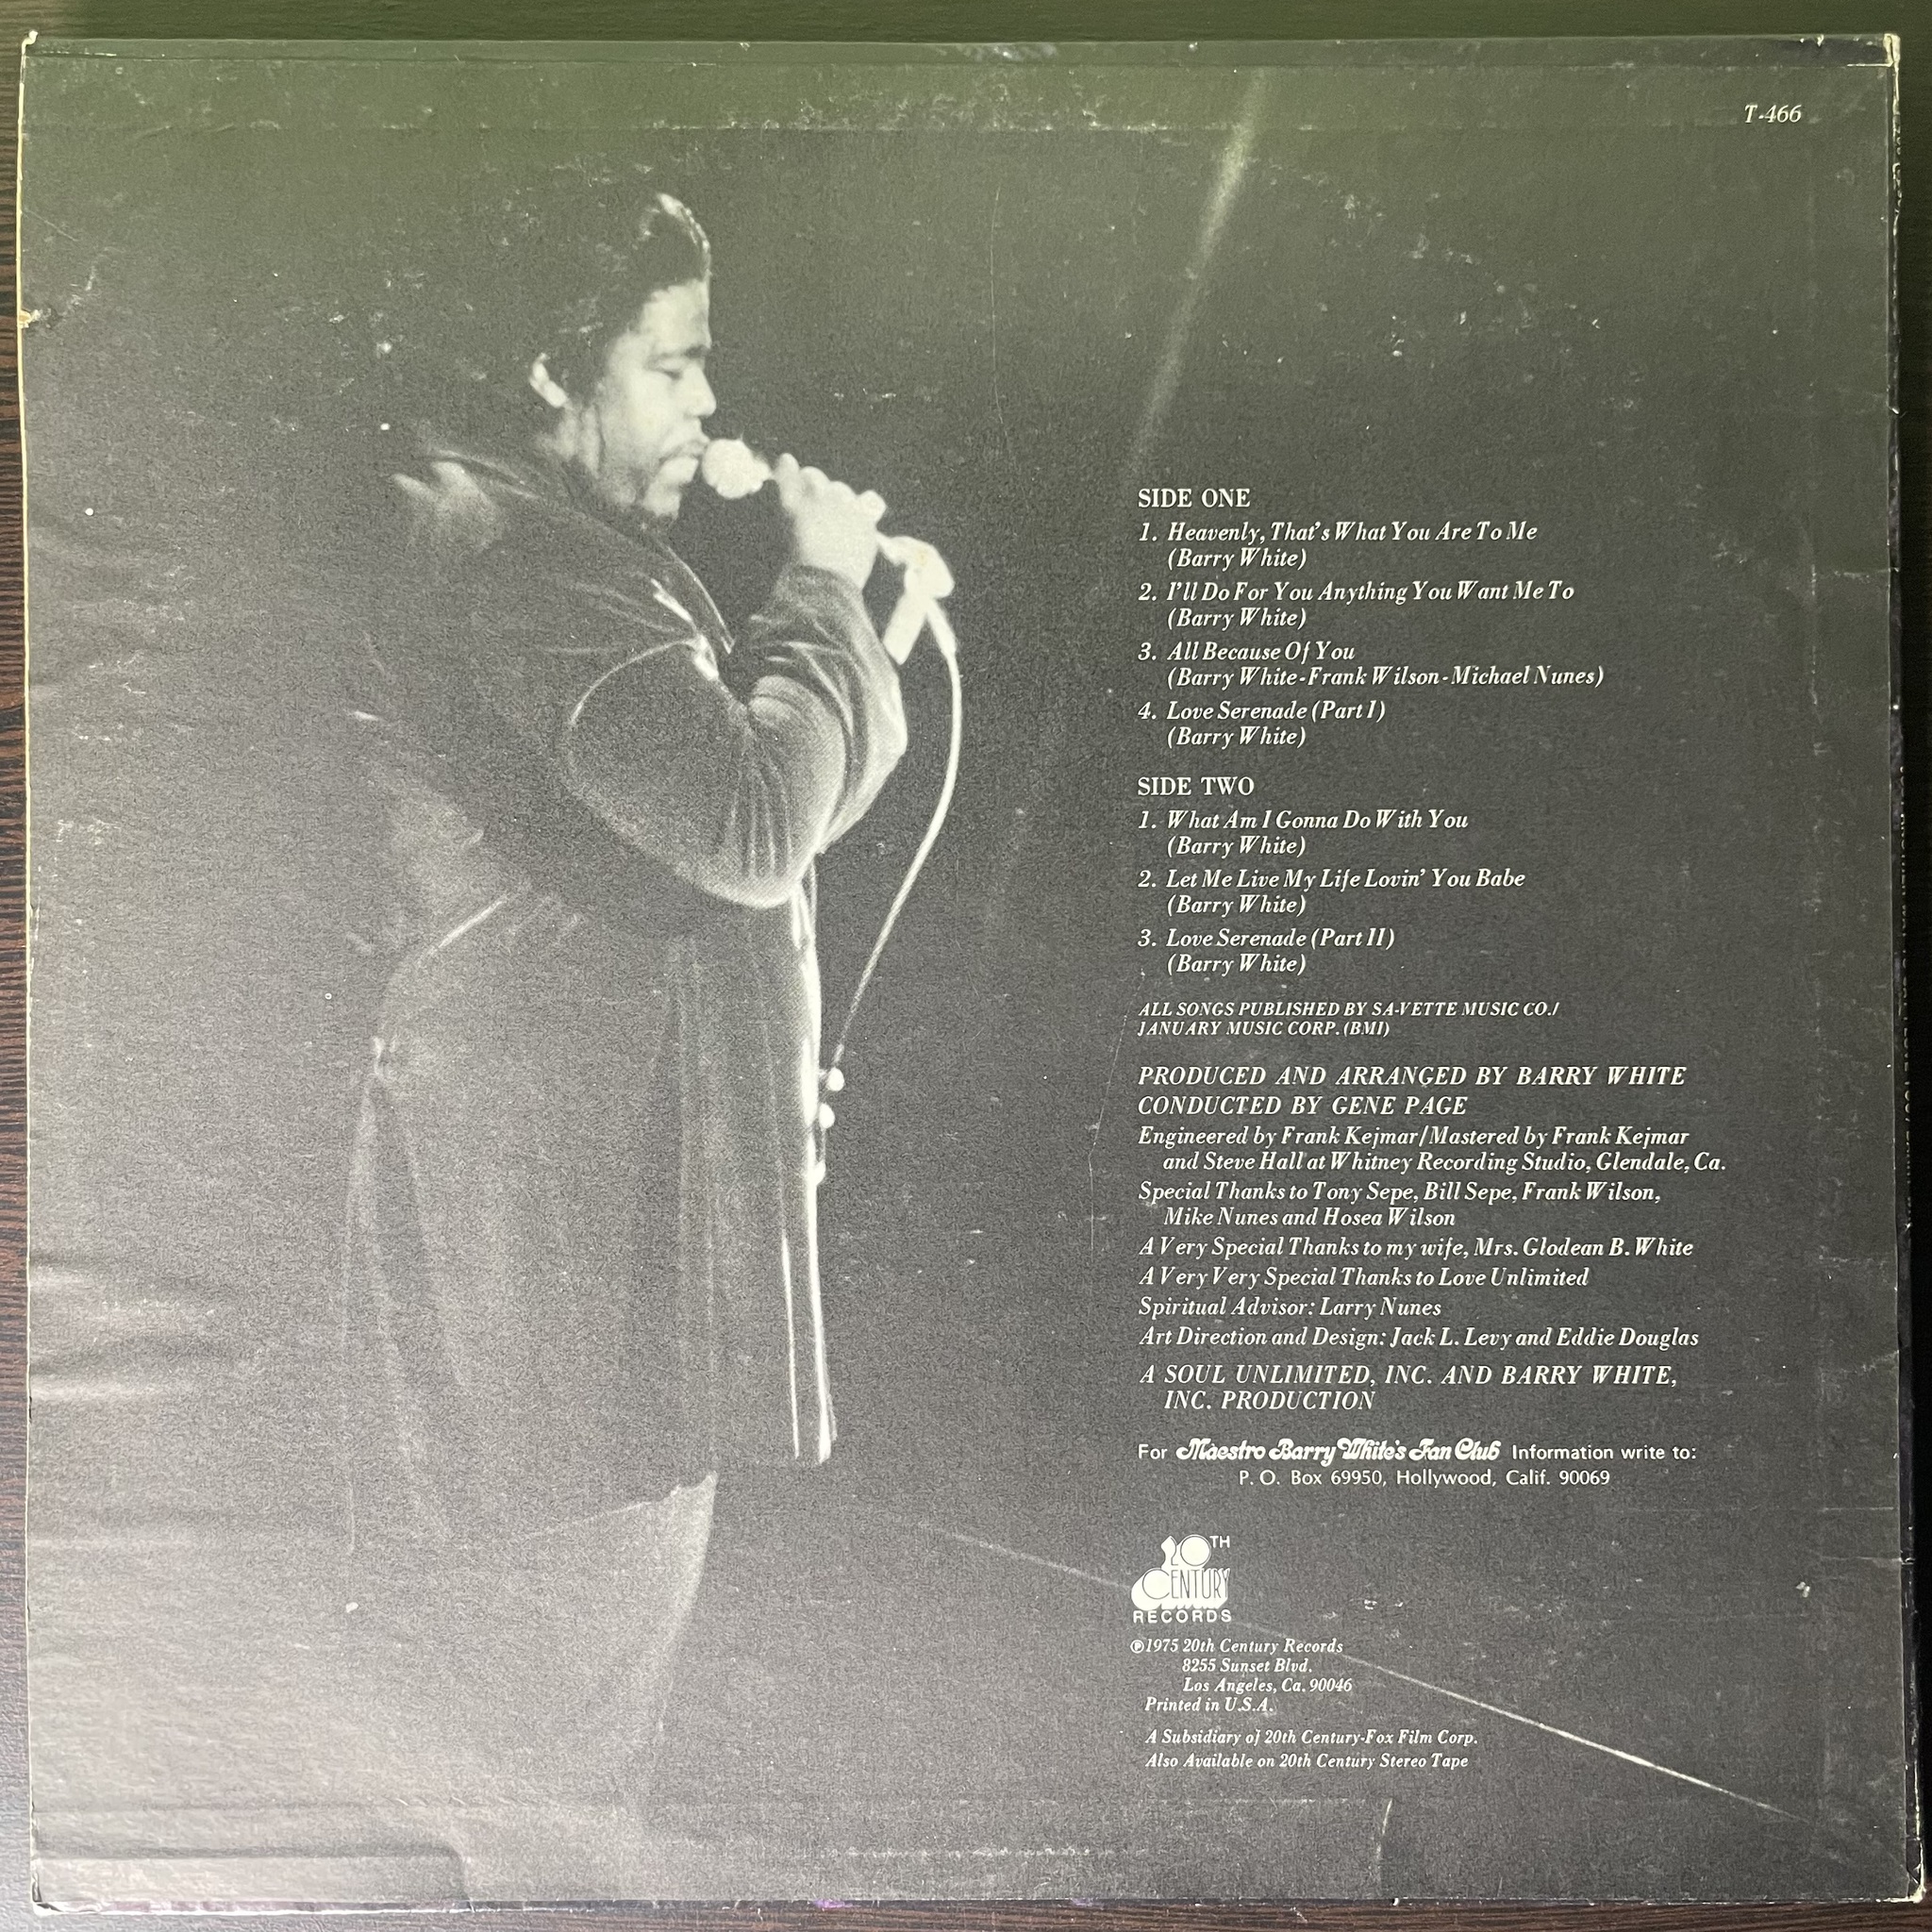 T-466
SIDE ONE
1. Heavenly, That's What You Are To Me
(Barry White)
2. I'll Do For You Anything You Want Me To
(Barry White)
3. All Because Of You
(Barry White-Frank Wilson-Michael Nunes)
4. Love Serenade (Part I)
(Barry White)
SIDE TWO
1. What Am I Gonna Do With You
(Barry White)
2. Let Me Live My Life Lovin' You Babe
(Barry White)
3. Love Serenade (Part II)
(Barry White)
ALL SONGS PUBLISHED BY SA-VETTE MUSIC CO./
JANUARY MUSIC CORP. (BMI)
PRODUCED AND ARRANGED BY BARRY WHITE
CONDUCTED BY GENE PAGE
Engineered by Frank Kejmar/Mastered by Frank Kejmar
and Steve Hall at Whitney Recording Studio, Glendale, Ca.
Special Thanks to Tony Sepe, Bill Sepe, Frank Wilson,
Mike Nunes and Hosea Wilson
A Very Special Thanks to my wife, Mrs. Glodean B. White
A Very Very Special Thanks to Love Unlimited
Spiritual Advisor: Larry Nunes
Art Direction and Design: Jack L. Levy and Eddie Douglas
A SOUL UNLIMITED, INC. AND BARRY WHITE,
INC. PRODUCTION
For Maestro Barry White's Fan Club Information write to:
P. O. Box 69950, Hollywood, Calif. 90069
20TH
CENTURY
RECORDS
℗1975 20th Century Records
8255 Sunset Blvd.
Los Angeles, Ca. 90046
Printed in U.S.A.
A Subsidiary of 20th Century-Fox Film Corp.
Also Available on 20th Century Stereo Tape